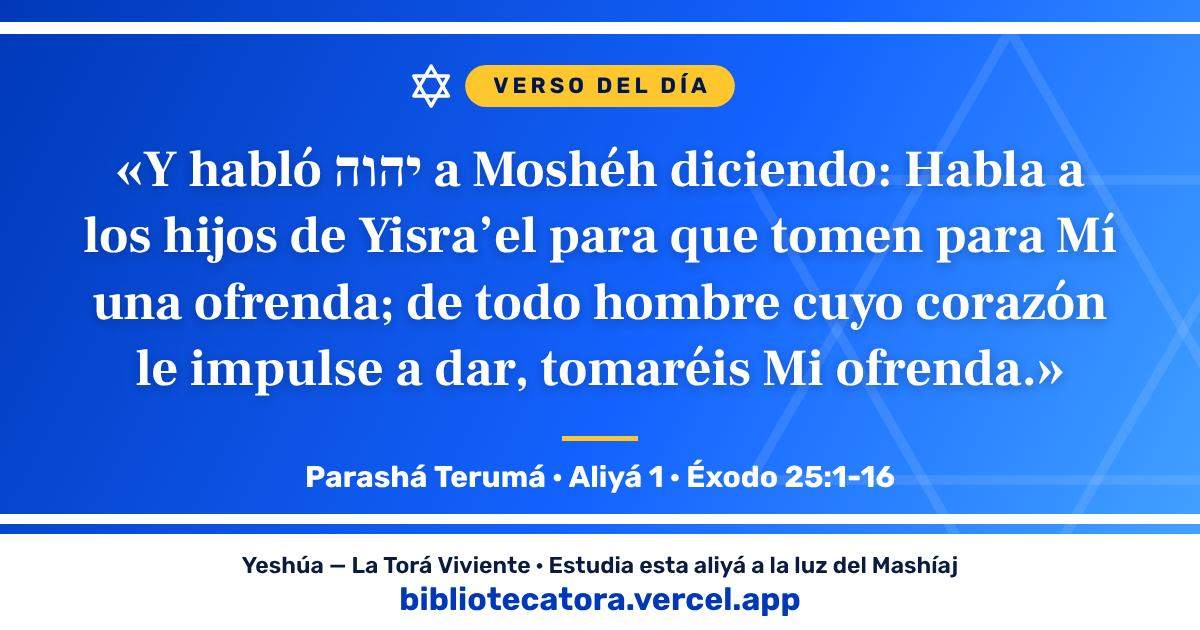 VERSO DEL DÍA
«Y habló יהוה a Moshéh diciendo: Habla a
los hijos de Yisra’el para que tomen para Mí
una ofrenda; de todo hombre cuyo corazón
le impulse a dar, tomaréis Mi ofrenda.»
Parashá Terumá • Aliyá 1 • Éxodo 25:1-16
Yeshúa — La Torá Viviente • Estudia esta aliyá a la luz del Mashíaj
bibliotecatora.vercel.app